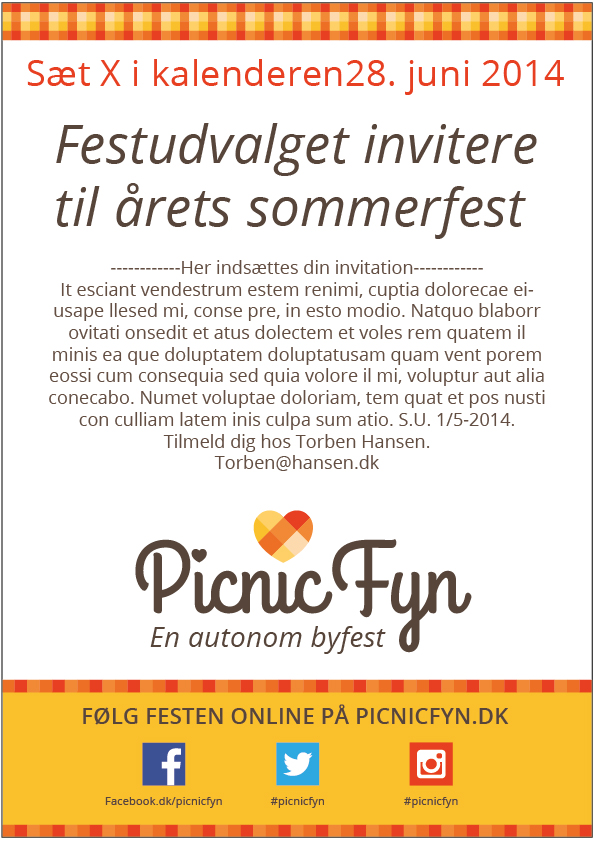 Sæt X i kalenderen28. juni 2014
Festudvalget invitere
til årets sommerfest
------------Her indsættes din invitation------------
It esciant vendestrum estem renimi, cuptia dolorecae ei-
usape llesed mi, conse pre, in esto modio. Natquo blaborr
ovitati onsedit et atus dolectem et voles rem quatem il
minis ea que doluptatem doluptatusam quam vent porem
eossi cum consequia sed quia volore il mi, voluptur aut alia
conecabo. Numet voluptae doloriam, tem quat et pos nusti
con culliam latem inis culpa sum atio. S.U. 1/5-2014.
Tilmeld dig hos Torben Hansen.
Torben@hansen.dk
Picnic Fyn
En autonom byfest
FØLG FESTEN ONLINE PÅ PICNICFYN.DK
Facebook.dk/picnicfyn #picnicfyn #picnicfyn